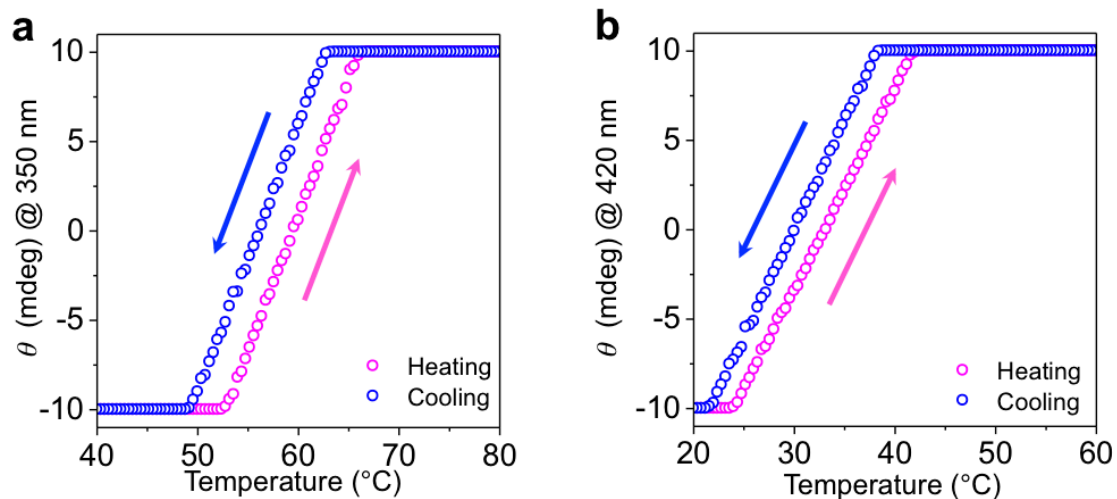 a
θ (mdeg) @ 350 nm
10
5
0
-5
-10
Heating
Cooling
40 50 60 70 80
Temperature (°C)
b
θ (mdeg) @ 420 nm
10
5
0
-5
-10
Heating
Cooling
20 30 40 50 60
Temperature (°C)